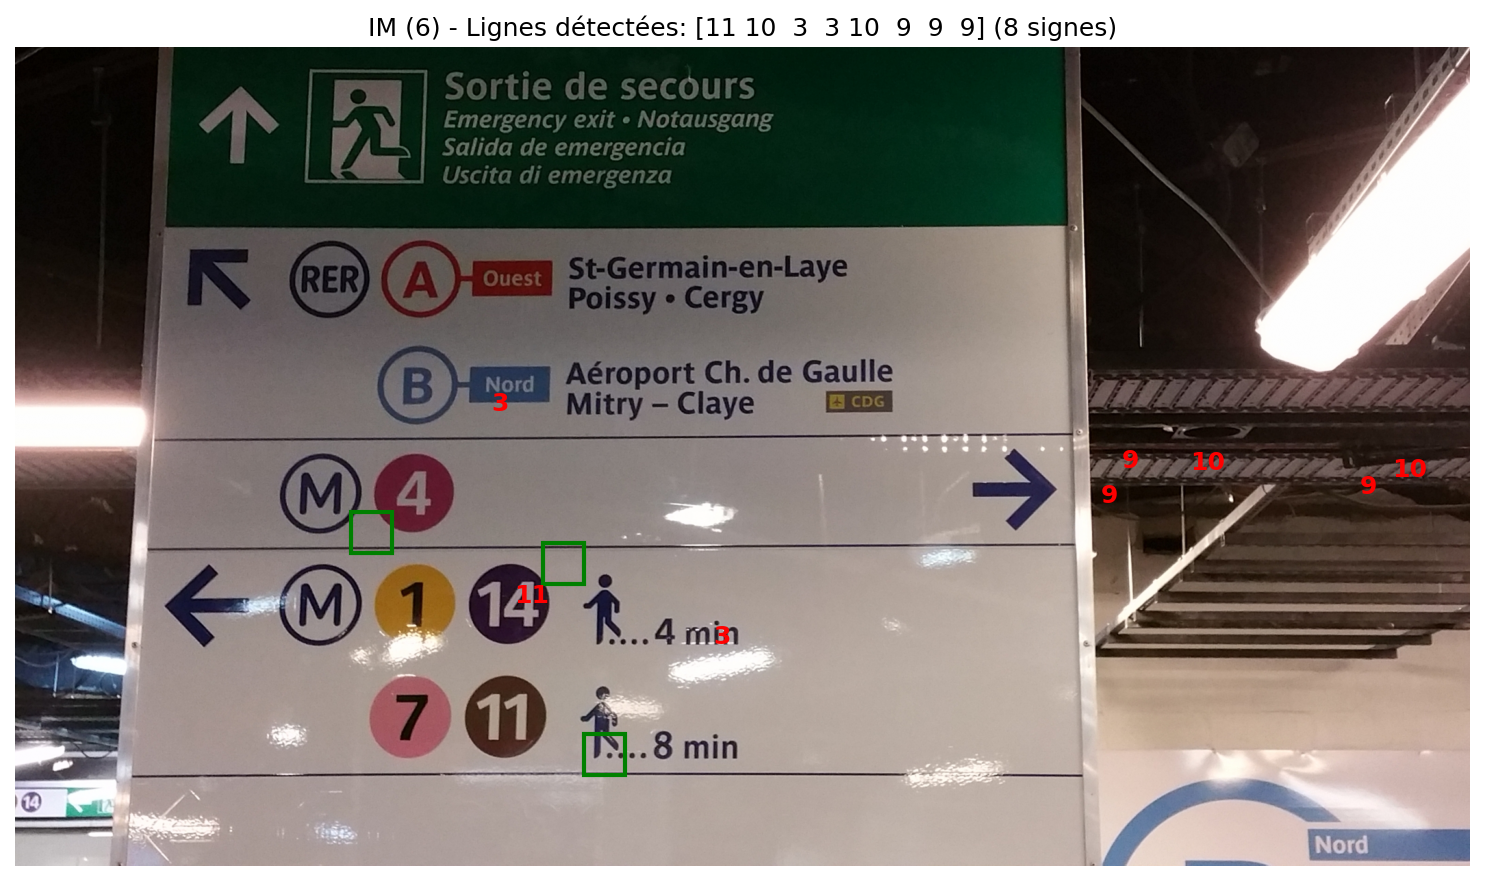 IM (6) - Lignes détectées: [11 10  3  3 10  9  9  9] (8 signes)
Sortie de secours
Emergency exit • Notausgang
Salida de emergencia
Uscita di emergenza
RER A Ouest St-Germain-en-Laye
Poissy • Cergy
B Nord Aéroport Ch. de Gaulle
3 Mitry – Claye CDG
9 10 10
9 9
M 4
M 1 14 11 ....4 min 3
7 11 ....8 min
14
Nord